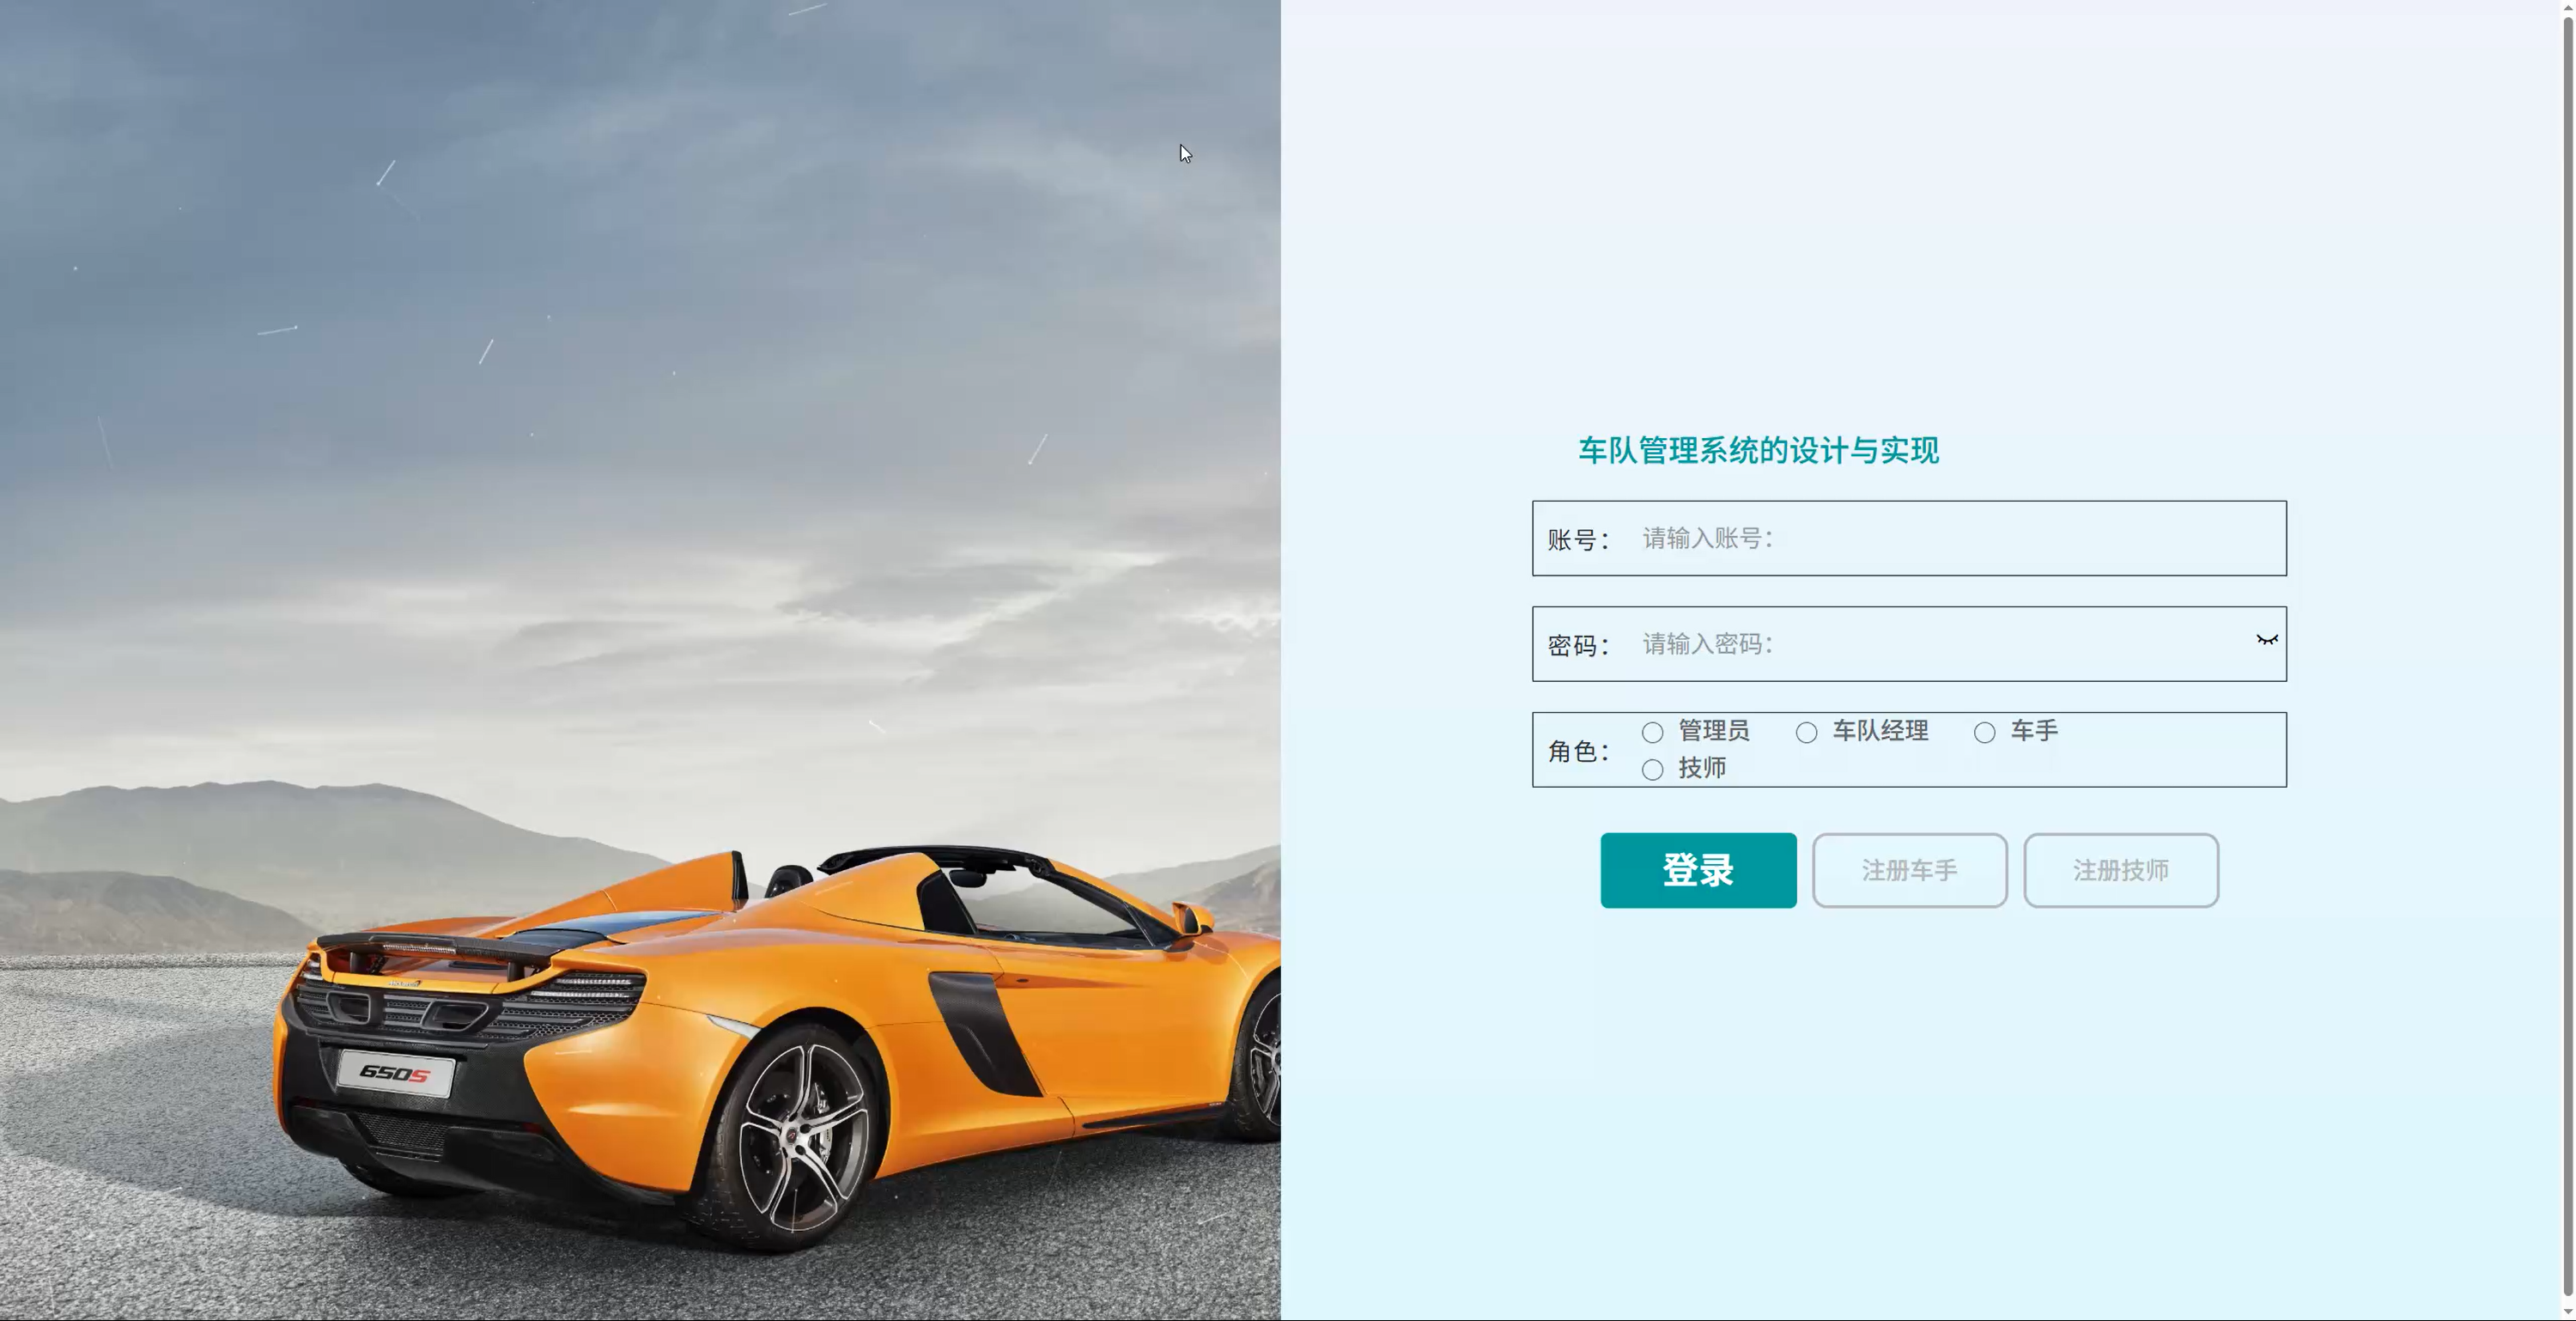 车队管理系统的设计与实现
账号： 请输入账号：
密码： 请输入密码：
角色： 管理员 车队经理 车手
技师
登录 注册车手 注册技师
650S